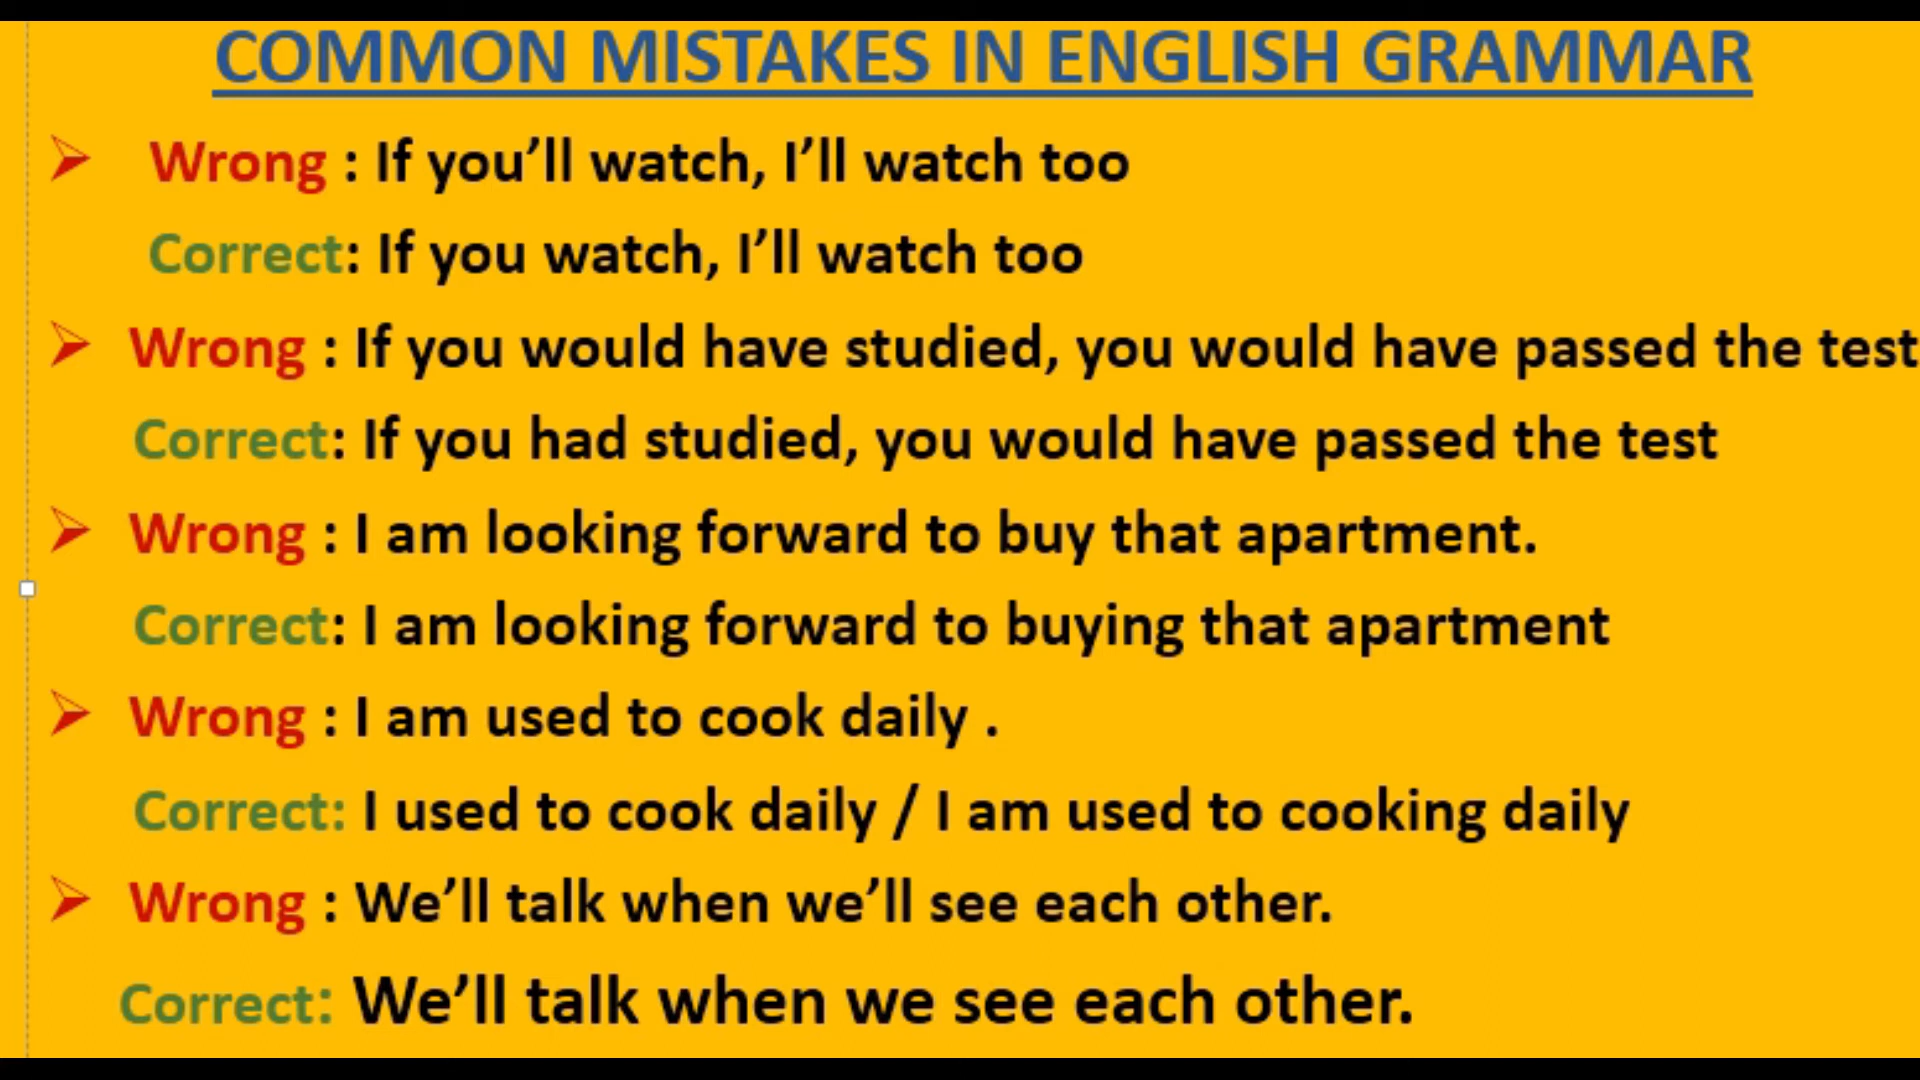 COMMON MISTAKES IN ENGLISH GRAMMAR
Wrong : If you’ll watch, I’ll watch too
Correct: If you watch, I’ll watch too
Wrong : If you would have studied, you would have passed the test
Correct: If you had studied, you would have passed the test
Wrong : I am looking forward to buy that apartment.
Correct: I am looking forward to buying that apartment
Wrong : I am used to cook daily .
Correct: I used to cook daily / I am used to cooking daily
Wrong : We’ll talk when we’ll see each other.
Correct: We’ll talk when we see each other.